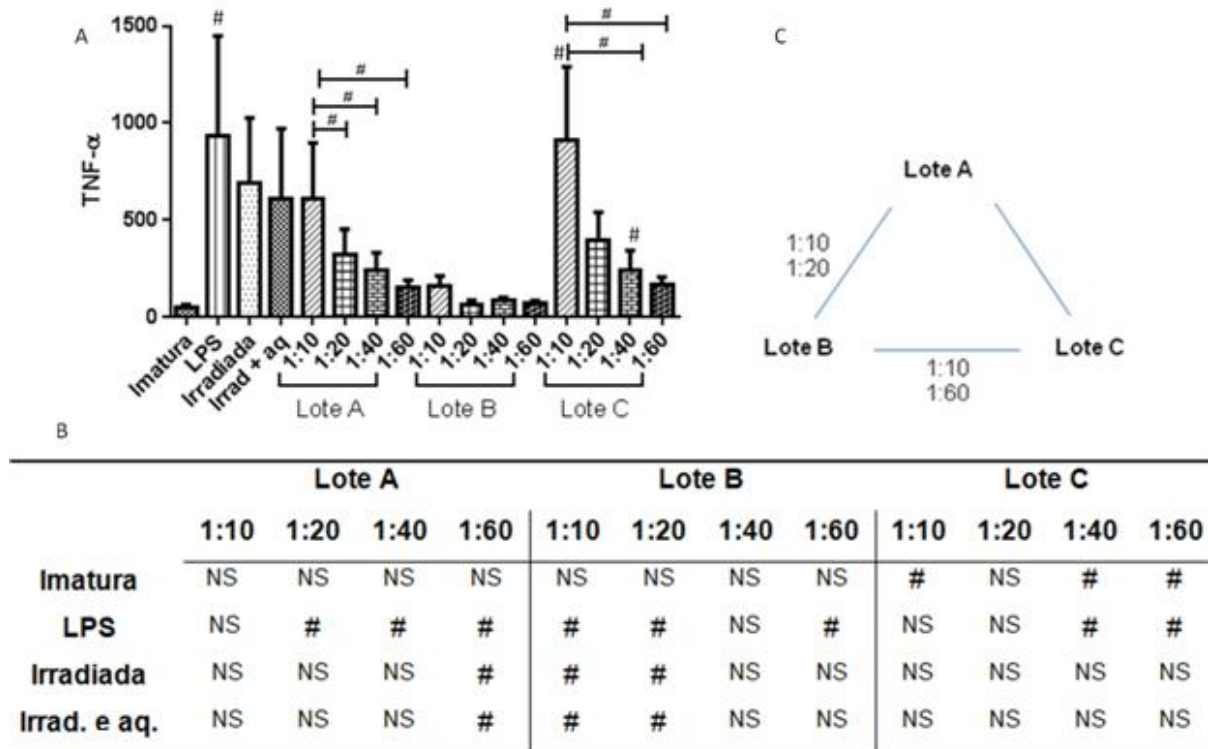 A
C
1500
1000
500
0
TNF-α
#
#
#
#
#
#
#
#
Imatura
LPS
Irradiada
Irrad + aq
1:10
1:20
1:40
1:60
1:10
1:20
1:40
1:60
1:10
1:20
1:40
1:60
Lote A
Lote B
Lote C
Lote A
1:10
1:20
Lote B
Lote C
1:10
1:60
B
Lote A Lote B Lote C
1:10 1:20 1:40 1:60 1:10 1:20 1:40 1:60 1:10 1:20 1:40 1:60
Imatura NS NS NS NS NS NS NS NS # NS # #
LPS NS # # # # # NS # NS NS # #
Irradiada NS NS NS # # # NS NS NS NS NS NS
Irrad. e aq. NS NS NS # # # NS NS NS NS NS NS